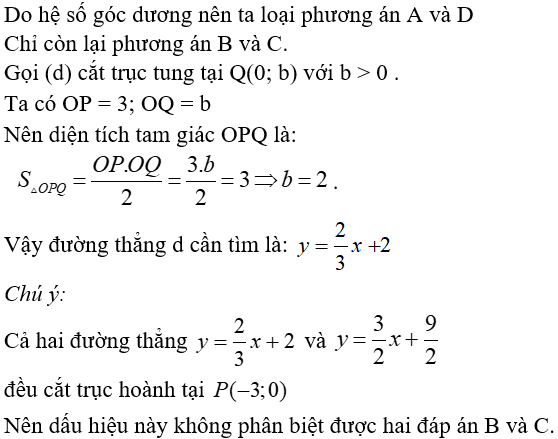 Do hệ số góc dương nên ta loại phương án A và D
Chỉ còn lại phương án B và C.
Gọi (d) cắt trục tung tại Q(0; b) với b > 0 .
Ta có OP = 3; OQ = b
Nên diện tích tam giác OPQ là:
S_{△OPQ} = \frac{OP.OQ}{2} = \frac{3.b}{2} = 3 ⟹ b = 2 .
Vậy đường thẳng d cần tìm là: y = \frac{2}{3}x +2
Chú ý:
Cả hai đường thẳng y = \frac{2}{3}x + 2 và y = \frac{3}{2}x + \frac{9}{2}
đều cắt trục hoành tại P(−3;0)
Nên dấu hiệu này không phân biệt được hai đáp án B và C.